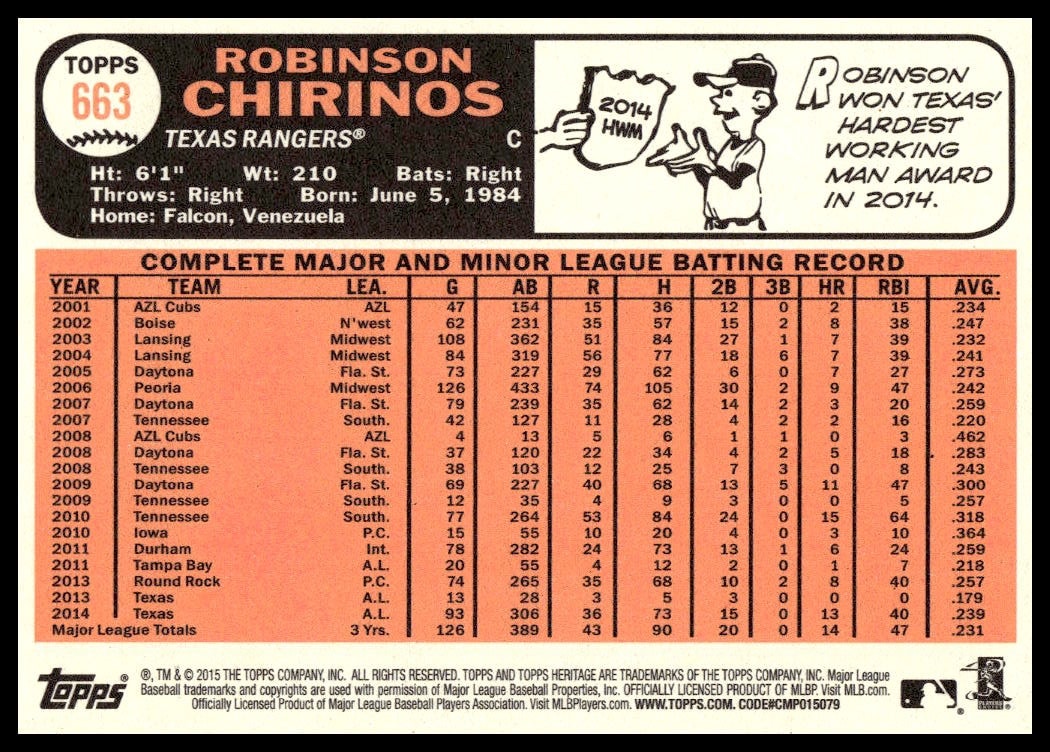 TOPPS
663
ROBINSON
CHIRINOS
TEXAS RANGERS® C
Ht: 6'1" Wt: 210 Bats: Right
Throws: Right Born: June 5, 1984
Home: Falcon, Venezuela
2014
HWM
ROBINSON
WON TEXAS'
HARDEST
WORKING
MAN AWARD
IN 2014.
COMPLETE MAJOR AND MINOR LEAGUE BATTING RECORD
YEAR TEAM LEA. G AB R H 2B 3B HR RBI AVG.
2001 AZL Cubs AZL 47 154 15 36 12 0 2 15 .234
2002 Boise N'west 62 231 35 57 15 2 8 38 .247
2003 Lansing Midwest 108 362 51 84 27 1 7 39 .232
2004 Lansing Midwest 84 319 56 77 18 6 7 39 .241
2005 Daytona Fla. St. 73 227 29 62 6 0 7 27 .273
2006 Peoria Midwest 126 433 74 105 30 2 9 47 .242
2007 Daytona Fla. St. 79 239 35 62 14 2 3 20 .259
2007 Tennessee South. 42 127 11 28 4 2 2 16 .220
2008 AZL Cubs AZL 4 13 5 6 1 1 0 3 .462
2008 Daytona Fla. St. 37 120 22 34 4 2 5 18 .283
2008 Tennessee South. 38 103 12 25 7 3 0 8 .243
2009 Daytona Fla. St. 69 227 40 68 13 5 11 47 .300
2009 Tennessee South. 12 35 4 9 3 0 0 5 .257
2010 Tennessee South. 77 264 53 84 24 0 15 64 .318
2010 Iowa P.C. 15 55 10 20 4 0 3 10 .364
2011 Durham Int. 78 282 24 73 13 1 6 24 .259
2011 Tampa Bay A.L. 20 55 4 12 2 0 1 7 .218
2013 Round Rock P.C. 74 265 35 68 10 2 8 40 .257
2013 Texas A.L. 13 28 3 5 3 0 0 0 .179
2014 Texas A.L. 93 306 36 73 15 0 13 40 .239
Major League Totals 3 Yrs. 126 389 43 90 20 0 14 47 .231
Topps®
®, TM & © 2015 THE TOPPS COMPANY, INC. ALL RIGHTS RESERVED. TOPPS AND TOPPS HERITAGE ARE TRADEMARKS OF THE TOPPS COMPANY, INC. Major League
Baseball trademarks and copyrights are used with permission of Major League Baseball Properties, Inc. OFFICIALLY LICENSED PRODUCT OF MLBP. Visit MLB.com.
Officially Licensed Product of Major League Baseball Players Association. Visit MLBPlayers.com. WWW.TOPPS.COM. CODE#CMP015079